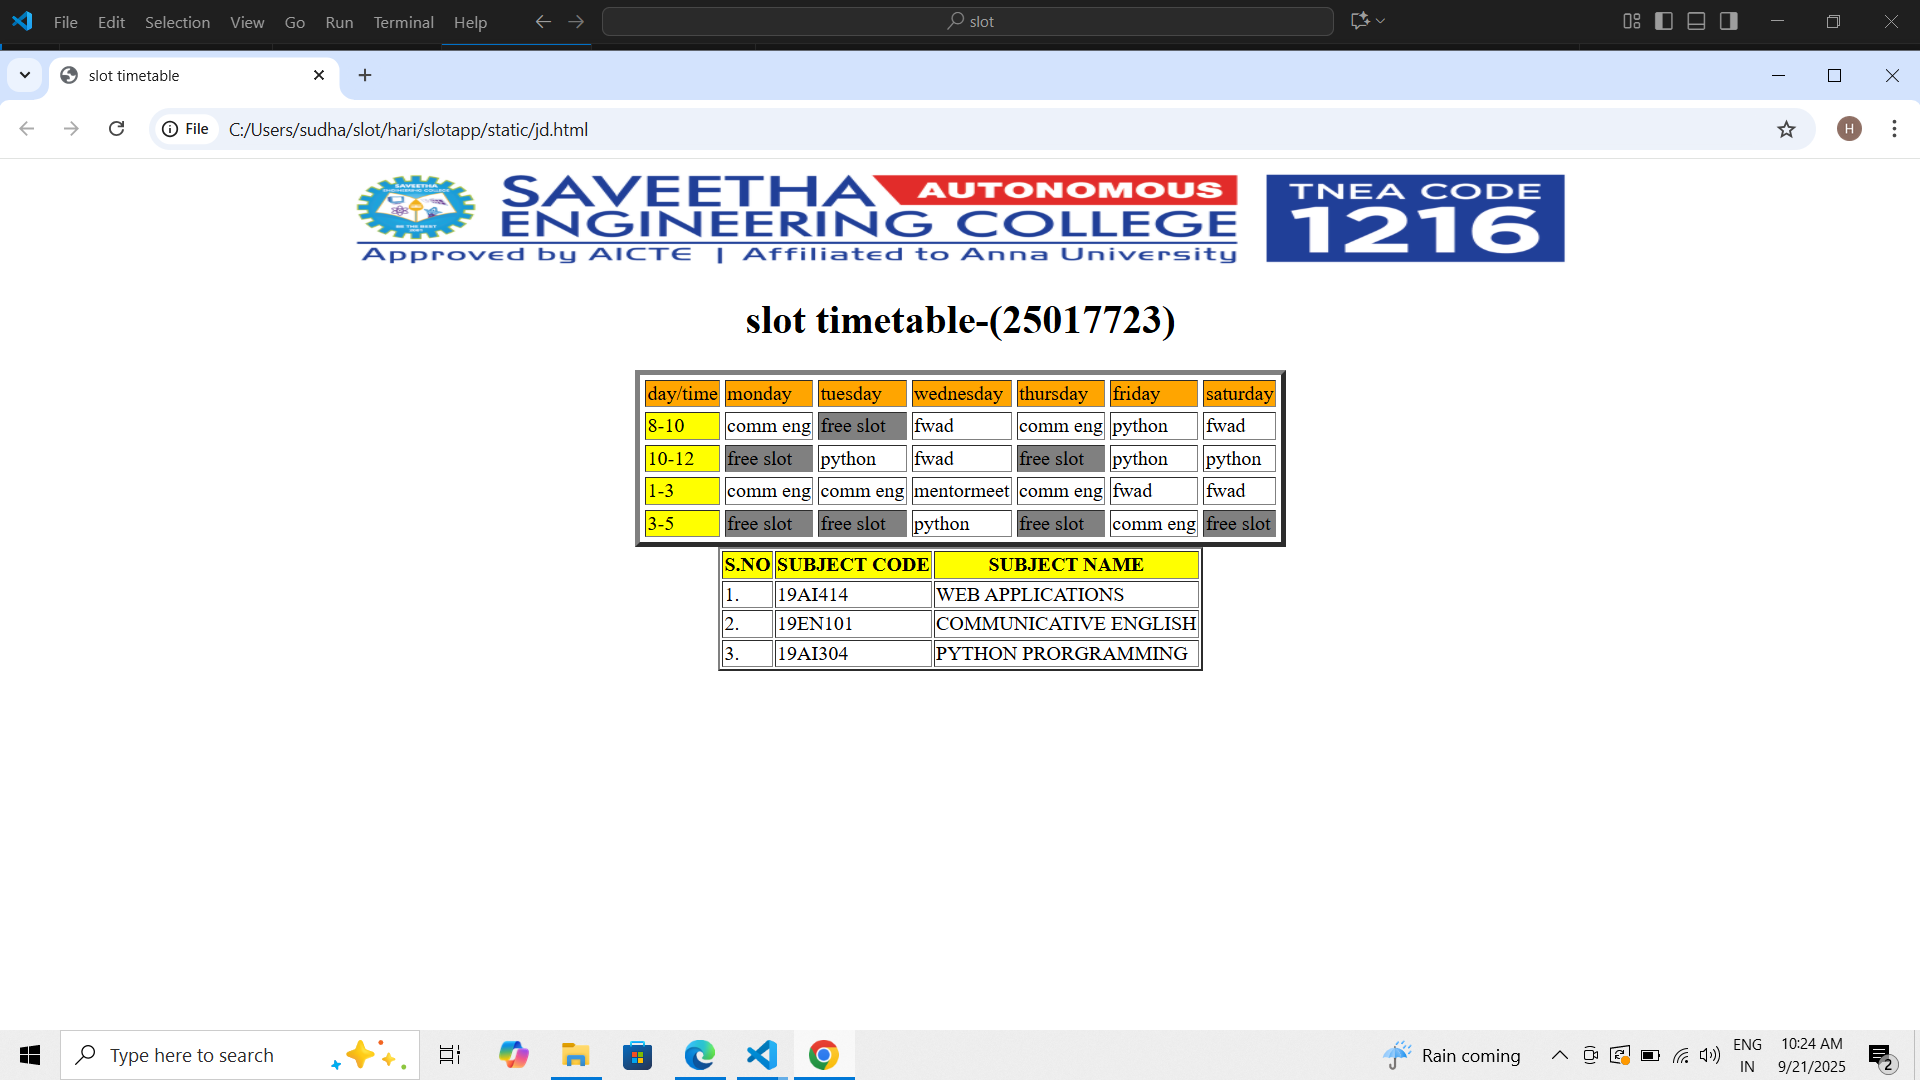 File Edit Selection View Go Run Terminal Help slot
slot timetable
File C:/Users/sudha/slot/hari/slotapp/static/jd.html H
SAVEETHA AUTONOMOUS
ENGINEERING COLLEGE
Approved by AICTE | Affiliated to Anna University
TNEA CODE
1216
SAVEETHA
ENGINEERING COLLEGE
BE THE BEST
slot timetable-(25017723)
day/time monday tuesday wednesday thursday friday saturday
8-10 comm eng free slot fwad comm eng python fwad
10-12 free slot python fwad free slot python python
1-3 comm eng comm eng mentormeet comm eng fwad fwad
3-5 free slot free slot python free slot comm eng free slot
S.NO SUBJECT CODE SUBJECT NAME
1. 19AI414 WEB APPLICATIONS
2. 19EN101 COMMUNICATIVE ENGLISH
3. 19AI304 PYTHON PRORGRAMMING
Type here to search
Rain coming
ENG
IN
10:24 AM
9/21/2025
2